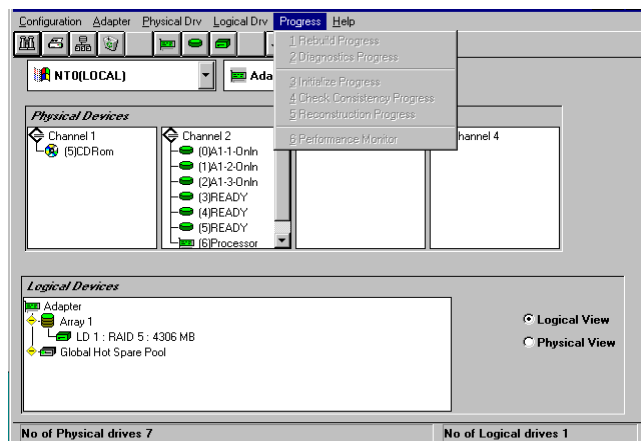 Configuration Adapter Physical Drv Logical Drv Progress Help
1 Rebuild Progress
2 Diagnostics Progress
3 Initialize Progress
4 Check Consistency Progress
5 Reconstruction Progress
6 Performance Monitor
NT0(LOCAL)
Ada
Physical Devices
Channel 1
(5)CDRom
Channel 2
(0)A1-1-OnIn
(1)A1-2-OnIn
(2)A1-3-OnIn
(3)READY
(4)READY
(5)READY
(6)Processor
hannel 4
Logical Devices
Adapter
Array 1
LD 1 : RAID 5 : 4306 MB
Global Hot Spare Pool
Logical View
Physical View
No of Physical drives 7
No of Logical drives 1